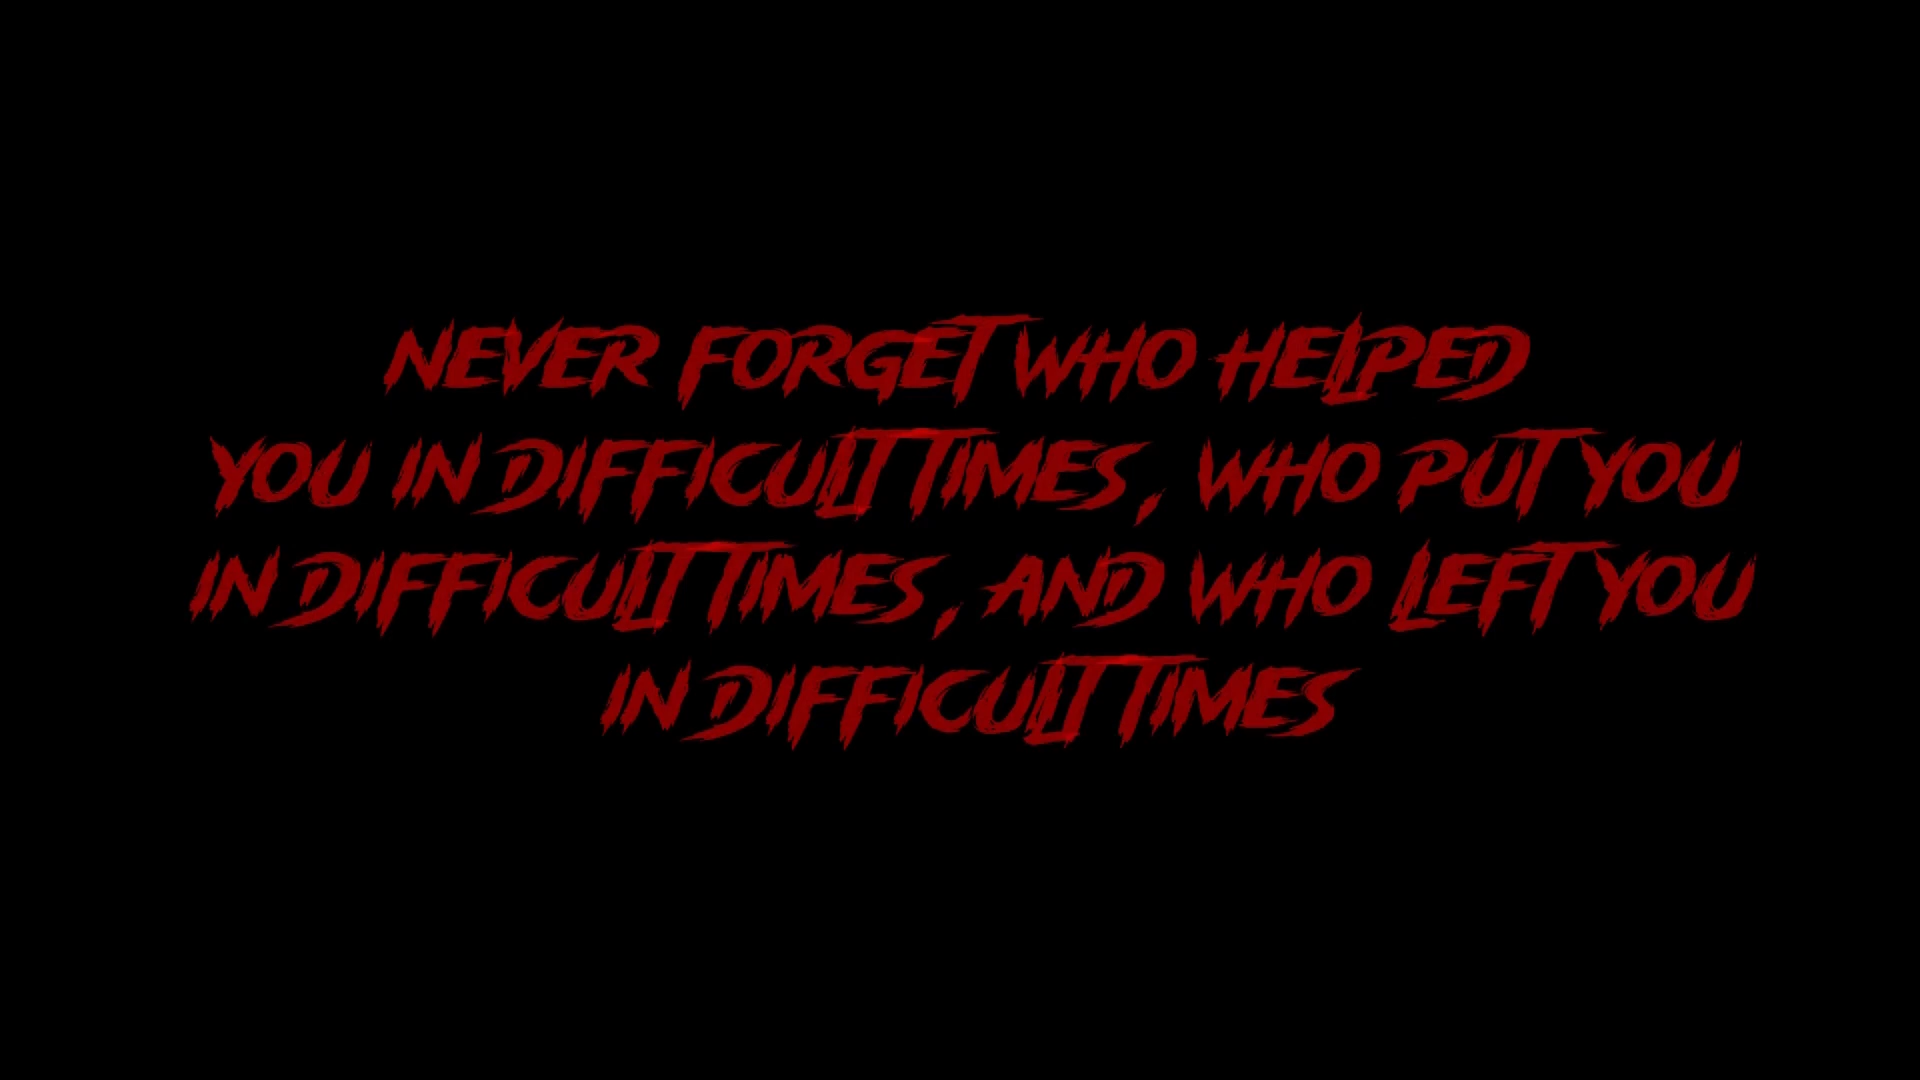 NEVER FORGET WHO HELPED
YOU IN DIFFICULT TIMES, WHO PUT YOU
IN DIFFICULT TIMES, AND WHO LEFT YOU
IN DIFFICULT TIMES